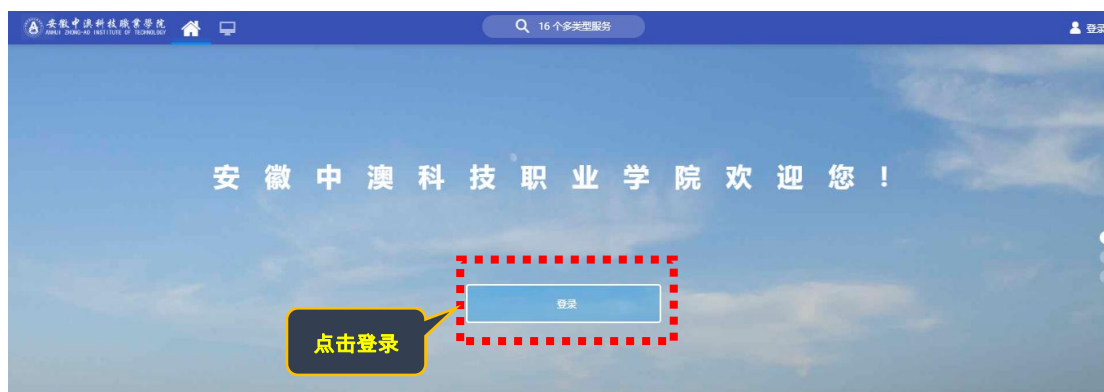 安徽中澳科技職業學院
ANHUI ZHONG-AO INSTITUTE OF TECHNOLOGY
16 个多类型服务
登录
安徽中澳科技职业学院欢迎您！
登录
点击登录